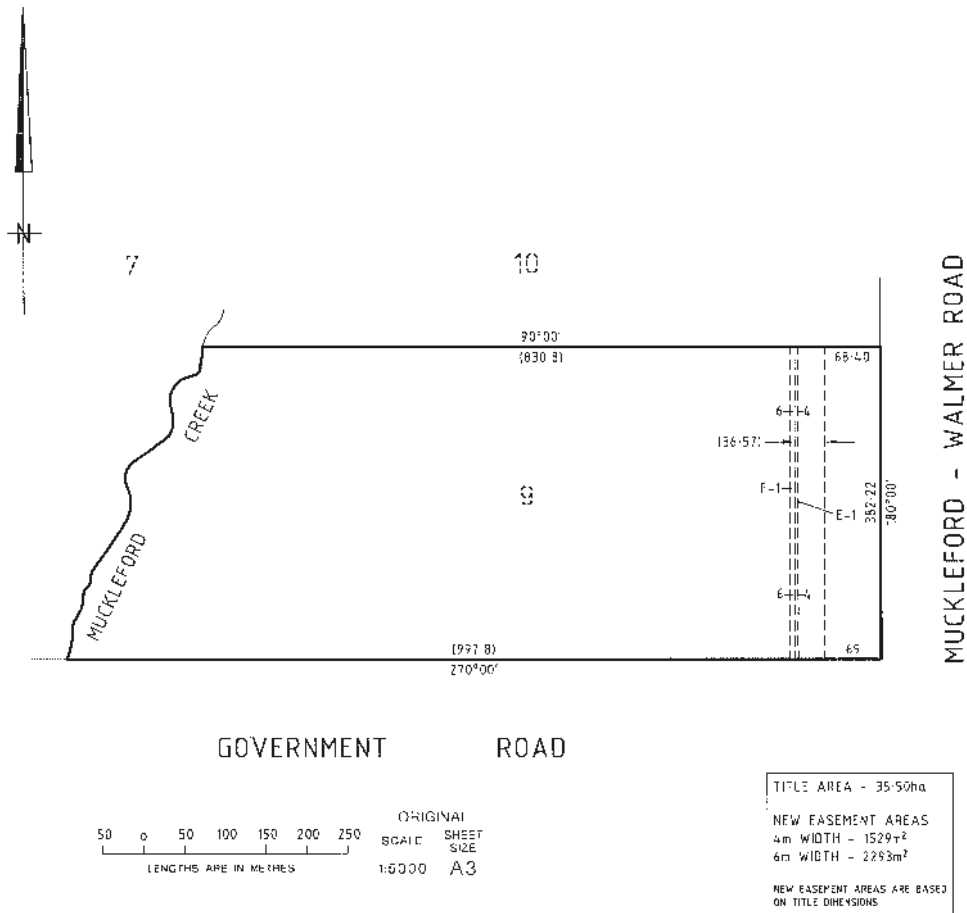 N
7
10
90°00'
(830·8)
68·40
6
4
(36·57)
CREEK
F-1
9
E-1
382·22
180°00'
MUCKLEFORD
6
4
(997·8)
69
270°00'
MUCKLEFORD - WALMER ROAD
GOVERNMENT ROAD
50 0 50 100 150 200 250
LENGTHS ARE IN METRES
ORIGINAL
SCALE SHEET SIZE
1:5000 A3
TITLE AREA - 35·50ha
NEW EASEMENT AREAS
4m WIDTH - 1529m²
6m WIDTH - 2293m²
NEW EASEMENT AREAS ARE BASED
ON TITLE DIMENSIONS